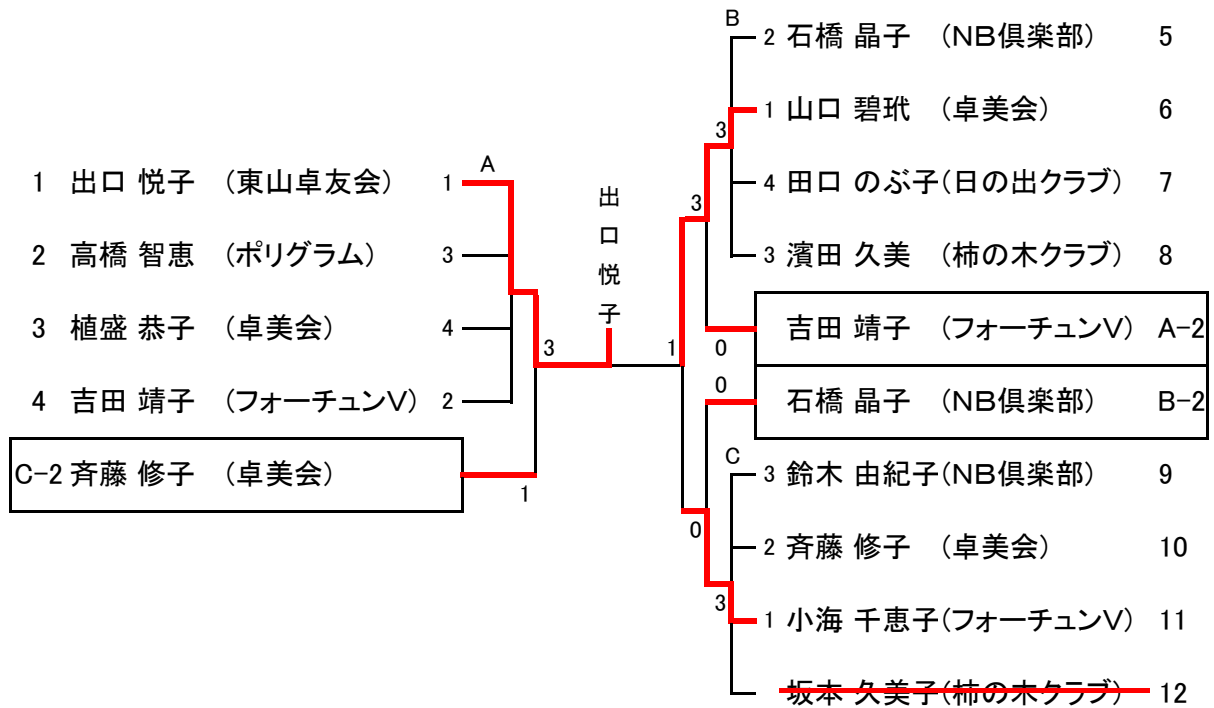 A
1 出口 悦子 (東山卓友会) 1
2 高橋 智恵 (ポリグラム) 3
3 植盛 恭子 (卓美会) 4
4 吉田 靖子 (フォーチュンV) 2
C-2 斉藤 修子 (卓美会)
3
1
出口悦子
1
0
B
2 石橋 晶子 (NB倶楽部) 5
1 山口 碧玳 (卓美会) 6
3
4 田口 のぶ子(日の出クラブ) 7
3
3 濱田 久美 (柿の木クラブ) 8
吉田 靖子 (フォーチュンV) A-2
0
0
石橋 晶子 (NB倶楽部) B-2
C
3 鈴木 由紀子(NB倶楽部) 9
2 斉藤 修子 (卓美会) 10
3
1 小海 千恵子(フォーチュンV) 11
坂本 久美子(柿の木クラブ) 12